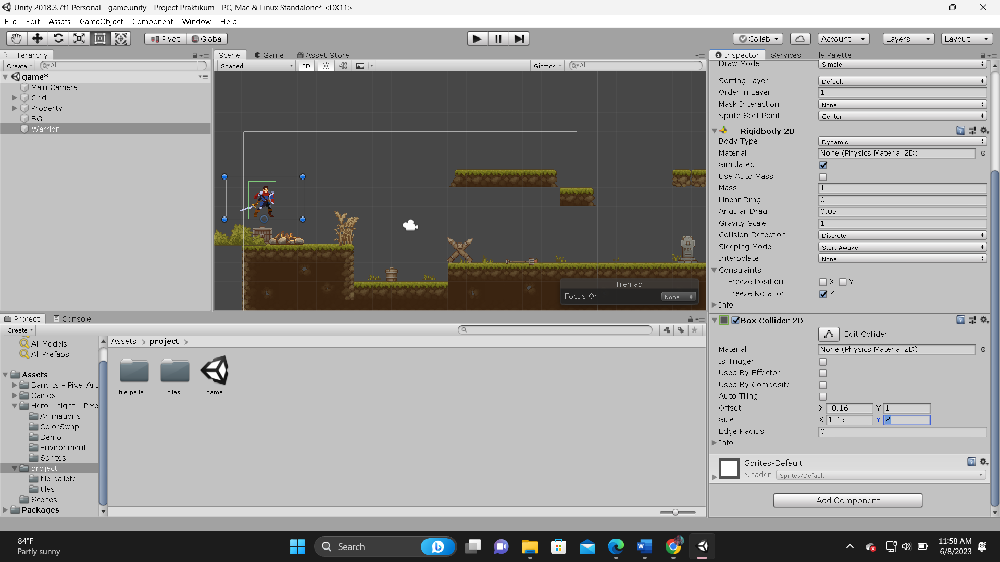 Unity 2018.3.7f1 Personal - game.unity - Project Praktikum - PC, Mac & Linux Standalone* <DX11>
File Edit Assets GameObject Component Window Help
Pivot Global Collab Account Layers Layout
Hierarchy
Create All
game*
Main Camera
Grid
Property
BG
Warrior
Scene Game Asset Store
Shaded 2D Gizmos All
Tilemap
Focus On None
Project Console
Create
All Models
All Prefabs
Assets
Bandits - Pixel Art
Cainos
Hero Knight - Pixe
Animations
ColorSwap
Demo
Environment
Sprites
project
tile pallete
tiles
Scenes
Packages
Assets project
tile palle... tiles game
Inspector Services Tile Palette
Draw Mode Simple
Sorting Layer Default
Order in Layer 1
Mask Interaction None
Sprite Sort Point Center
Rigidbody 2D
Body Type Dynamic
Material None (Physics Material 2D)
Simulated
Use Auto Mass
Mass 1
Linear Drag 0
Angular Drag 0.05
Gravity Scale 1
Collision Detection Discrete
Sleeping Mode Start Awake
Interpolate None
Constraints
Freeze Position X Y
Freeze Rotation Z
Info
Box Collider 2D
Edit Collider
Material None (Physics Material 2D)
Is Trigger
Used By Effector
Used By Composite
Auto Tiling
Offset X -0.16 Y 1
Size X 1.45 Y 2
Edge Radius 0
Info
Sprites-Default
Shader Sprites/Default
Add Component
84°F
Partly sunny
Search
11:58 AM
6/8/2023